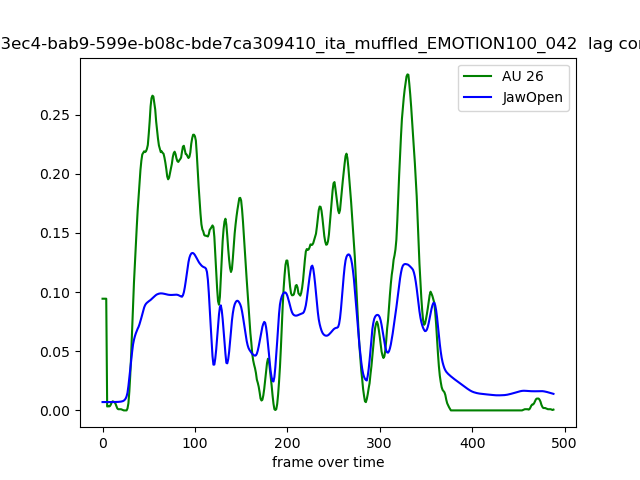 3ec4-bab9-599e-b08c-bde7ca309410_ita_muffled_EMOTION100_042 lag
AU 26
JawOpen
0.25
0.20
0.15
0.10
0.05
0.00
0 100 200 300 400 500
frame over time